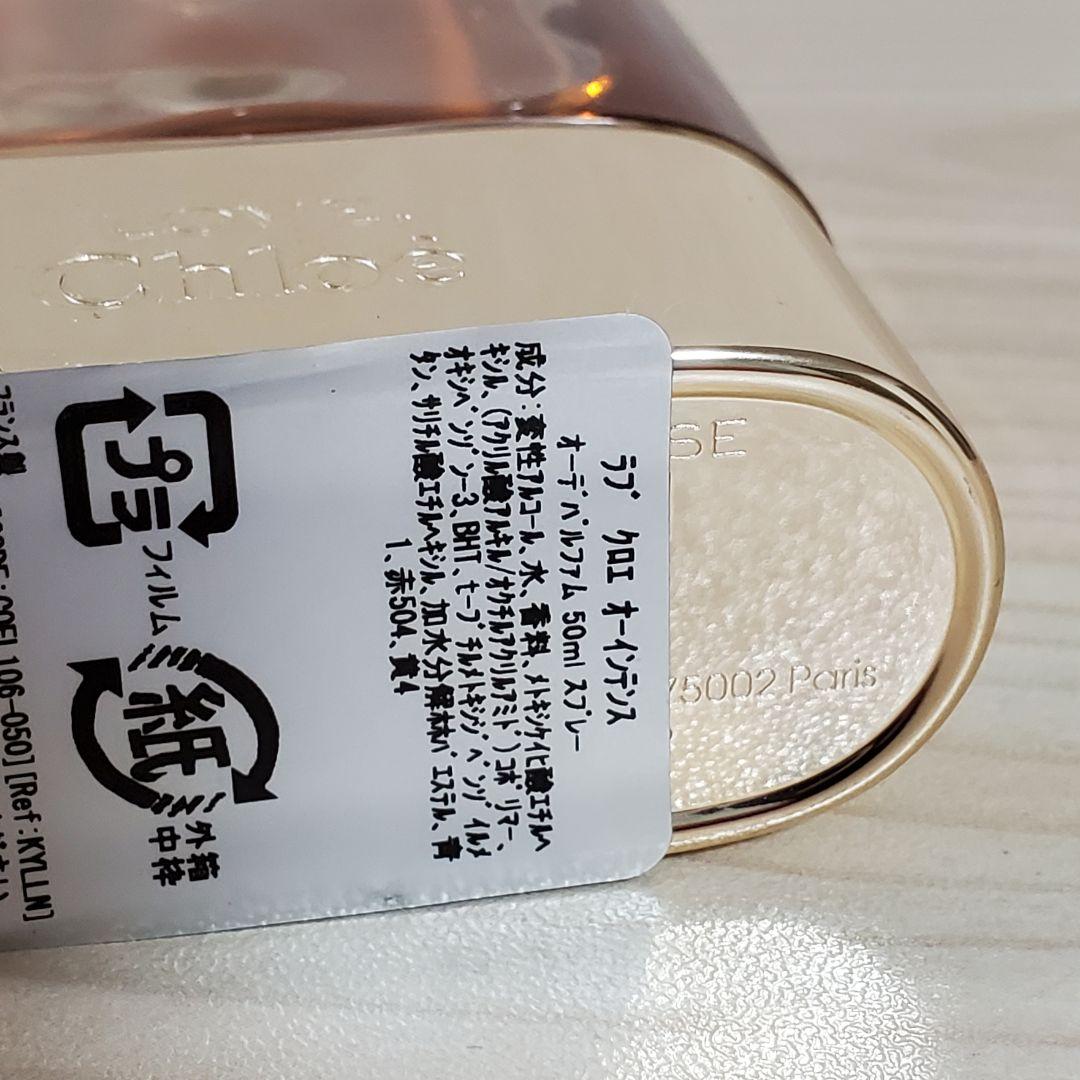 Love,
Chloé
SE
75002 Paris
ラブ クロエ オーインテンス
オーデパルファム 50ml スプレー
成分:変性アルコール、水、香料、メトキシケイヒ酸エチルヘ
キシル、(アクリル酸アルキル/オクチルアクリルアミド)コポリマー、
オキシベンゾン-3、BHT、t-ブチルメトキシジベンゾイルメ
タン、サリチル酸エチルヘキシル、加水分解ホホバエステル、青
1、赤504、黄4
プラ
フィルム
紙
外箱
中枠
106-050] [Ref:KYLLN]
フランス製